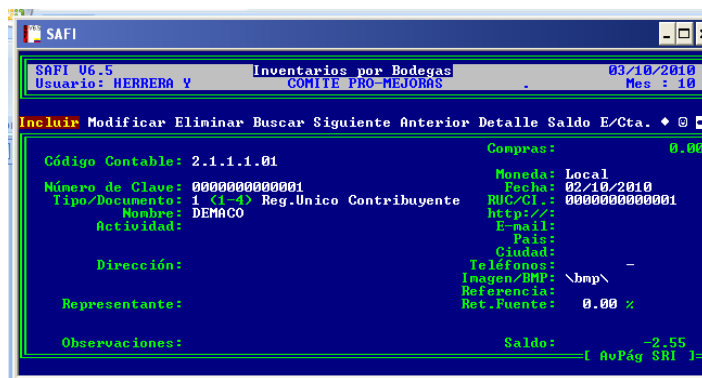 SAFI
SAFI V6.5 Inventarios por Bodegas 03/10/2010
Usuario: HERRERA Y COMITE PRO-MEJORAS . Mes : 10
Incluir Modificar Eliminar Buscar Siguiente Anterior Detalle Saldo E/Cta.
Compras: 0.00
Código Contable: 2.1.1.1.01
Moneda: Local
Número de Clave: 0000000000001 Fecha: 02/10/2010
Tipo/Documento: 1 (1-4) Reg.Unico Contribuyente RUC/CI.: 0000000000001
Nombre: DEMACO http://:
Actividad: E-mail:
Pais:
Ciudad:
Dirección: Teléfonos: -
Imagen/BMP: \bmp\
Referencia:
Representante: Ret.Fuente: 0.00 %
Observaciones: Saldo: -2.55
[ AvPág SRI ]